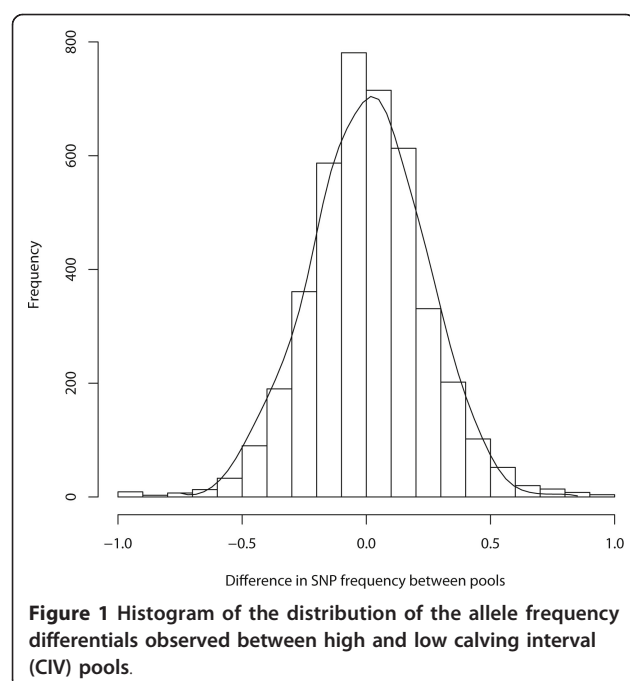 800
600
400
200
0
Frequency
−1.0 −0.5 0.0 0.5 1.0
Difference in SNP frequency between pools
Figure 1 Histogram of the distribution of the allele frequency
differentials observed between high and low calving interval
(CIV) pools.